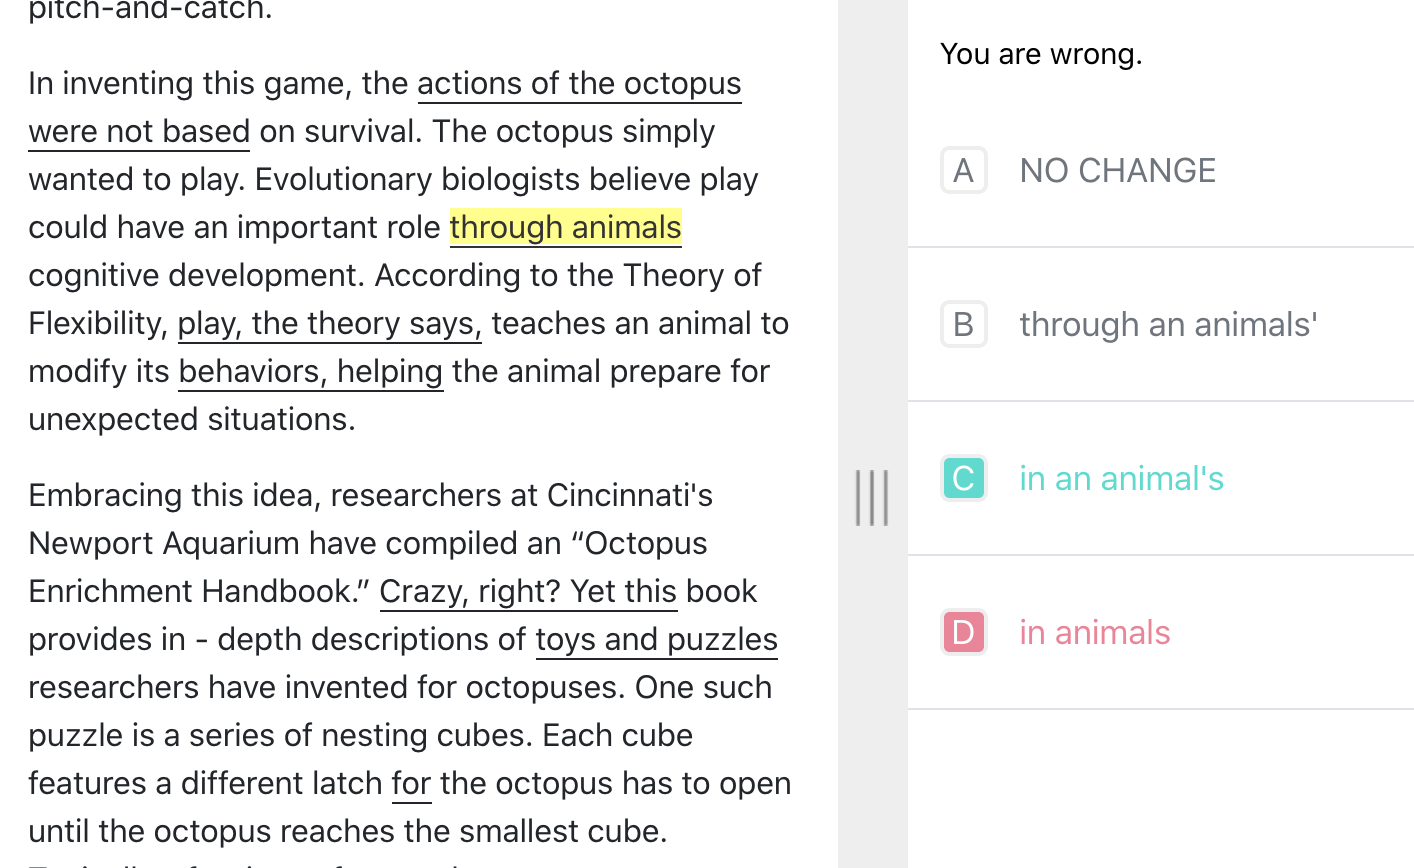 pitch-and-catch.
In inventing this game, the actions of the octopus
were not based on survival. The octopus simply
wanted to play. Evolutionary biologists believe play
could have an important role through animals
cognitive development. According to the Theory of
Flexibility, play, the theory says, teaches an animal to
modify its behaviors, helping the animal prepare for
unexpected situations.
Embracing this idea, researchers at Cincinnati's
Newport Aquarium have compiled an “Octopus
Enrichment Handbook.” Crazy, right? Yet this book
provides in - depth descriptions of toys and puzzles
researchers have invented for octopuses. One such
puzzle is a series of nesting cubes. Each cube
features a different latch for the octopus has to open
until the octopus reaches the smallest cube.
You are wrong.
A NO CHANGE
B through an animals'
C in an animal's
D in animals